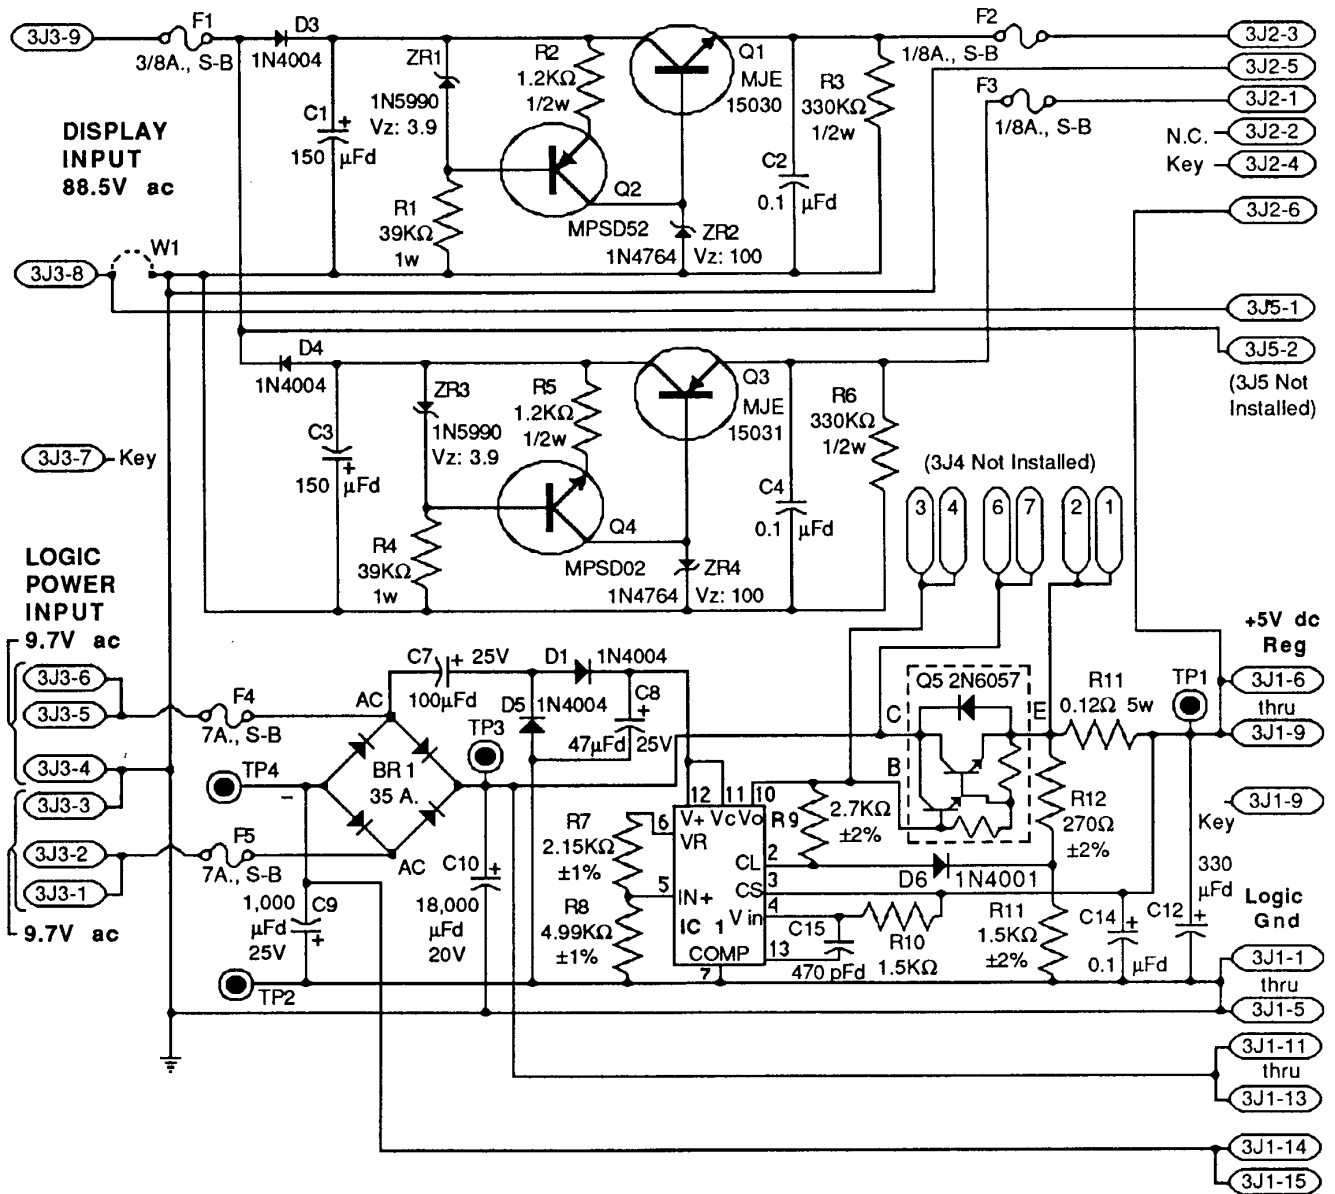 3J3-9
F1
3/8A., S-B
D3
1N4004
ZR1
1N5990
Vz: 3.9
R2
1.2KΩ
1/2w
Q1
MJE
15030
R3
330KΩ
1/2w
F2
1/8A., S-B
F3
1/8A., S-B
3J2-3
3J2-5
3J2-1
N.C.
3J2-2
Key
3J2-4
3J2-6
DISPLAY
INPUT
88.5V ac
C1
+
150 µFd
R1
39KΩ
1w
Q2
MPSD52
ZR2
1N4764
Vz: 100
C2
0.1 µFd
W1
3J3-8
3J5-1
3J5-2
(3J5 Not
Installed)
D4
1N4004
ZR3
1N5990
Vz: 3.9
R5
1.2KΩ
1/2w
Q3
MJE
15031
R6
330KΩ
1/2w
3J3-7
Key
C3
+
150 µFd
R4
39KΩ
1w
Q4
MPSD02
ZR4
1N4764
Vz: 100
C4
0.1 µFd
(3J4 Not Installed)
3 4 6 7 2 1
LOGIC
POWER
INPUT
9.7V ac
3J3-6
3J3-5
3J3-4
3J3-3
3J3-2
3J3-1
9.7V ac
F4
7A., S-B
F5
7A., S-B
TP4
−
AC
BR1
35 A.
AC
C7
+ 25V
100µFd
D1
1N4004
D5
1N4004
C8
+
47µFd
25V
TP3
C9
1,000
µFd
25V
+
C10
+
18,000
µFd
20V
TP2
R7
2.15KΩ
±1%
R8
4.99KΩ
±1%
12 11 10
V+ Vc Vo
6
VR
CL
2
CS
3
5
IN+
V in
4
IC 1
COMP
13
7
R9
2.7KΩ
±2%
D6
1N4001
C15
470 pFd
R10
1.5KΩ
Q5 2N6057
C
B
E
R11
0.12Ω 5w
R12
270Ω
±2%
R11
1.5KΩ
±2%
C14
+
0.1 µFd
C12
+
330
µFd
TP1
+5V dc
Reg
3J1-6
thru
3J1-9
Key
3J1-9
Logic
Gnd
3J1-1
thru
3J1-5
3J1-11
thru
3J1-13
3J1-14
3J1-15